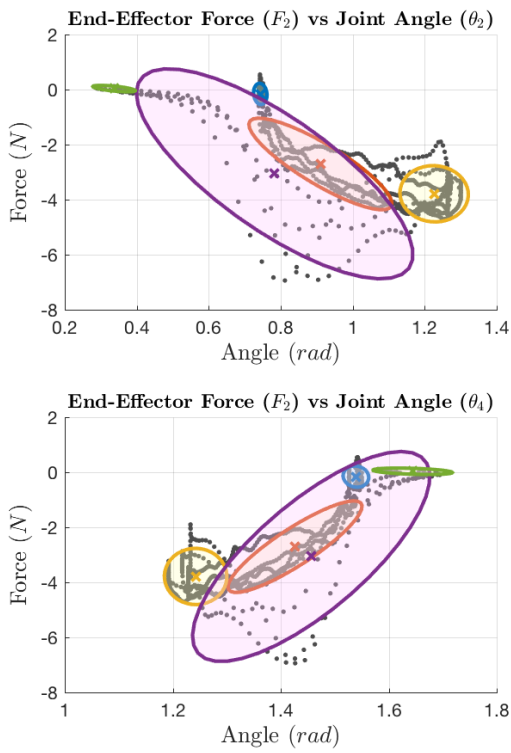 End-Effector Force (F₂) vs Joint Angle (θ₂)
2
0
-2
-4
-6
-8
Force (N)
0.2 0.4 0.6 0.8 1 1.2 1.4
Angle (rad)
End-Effector Force (F₂) vs Joint Angle (θ₄)
2
0
-2
-4
-6
-8
Force (N)
1 1.2 1.4 1.6 1.8
Angle (rad)